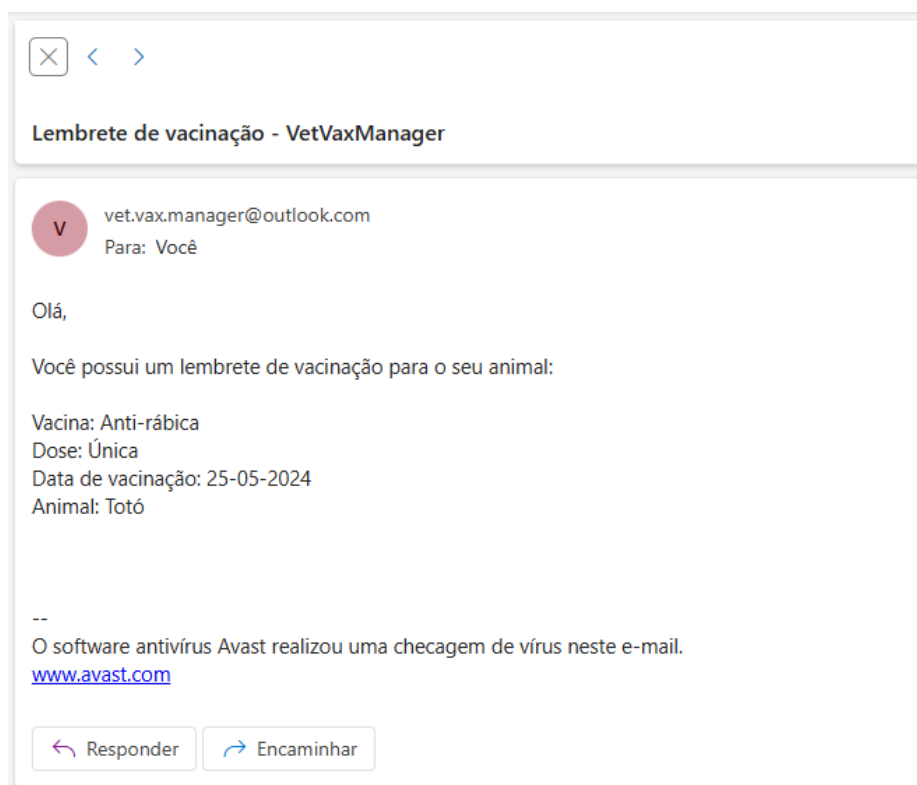 Lembrete de vacinação - VetVaxManager
V
vet.vax.manager@outlook.com
Para: Você
Olá,
Você possui um lembrete de vacinação para o seu animal:
Vacina: Anti-rábica
Dose: Única
Data de vacinação: 25-05-2024
Animal: Totó
--
O software antivírus Avast realizou uma checagem de vírus neste e-mail.
www.avast.com
Responder
Encaminhar